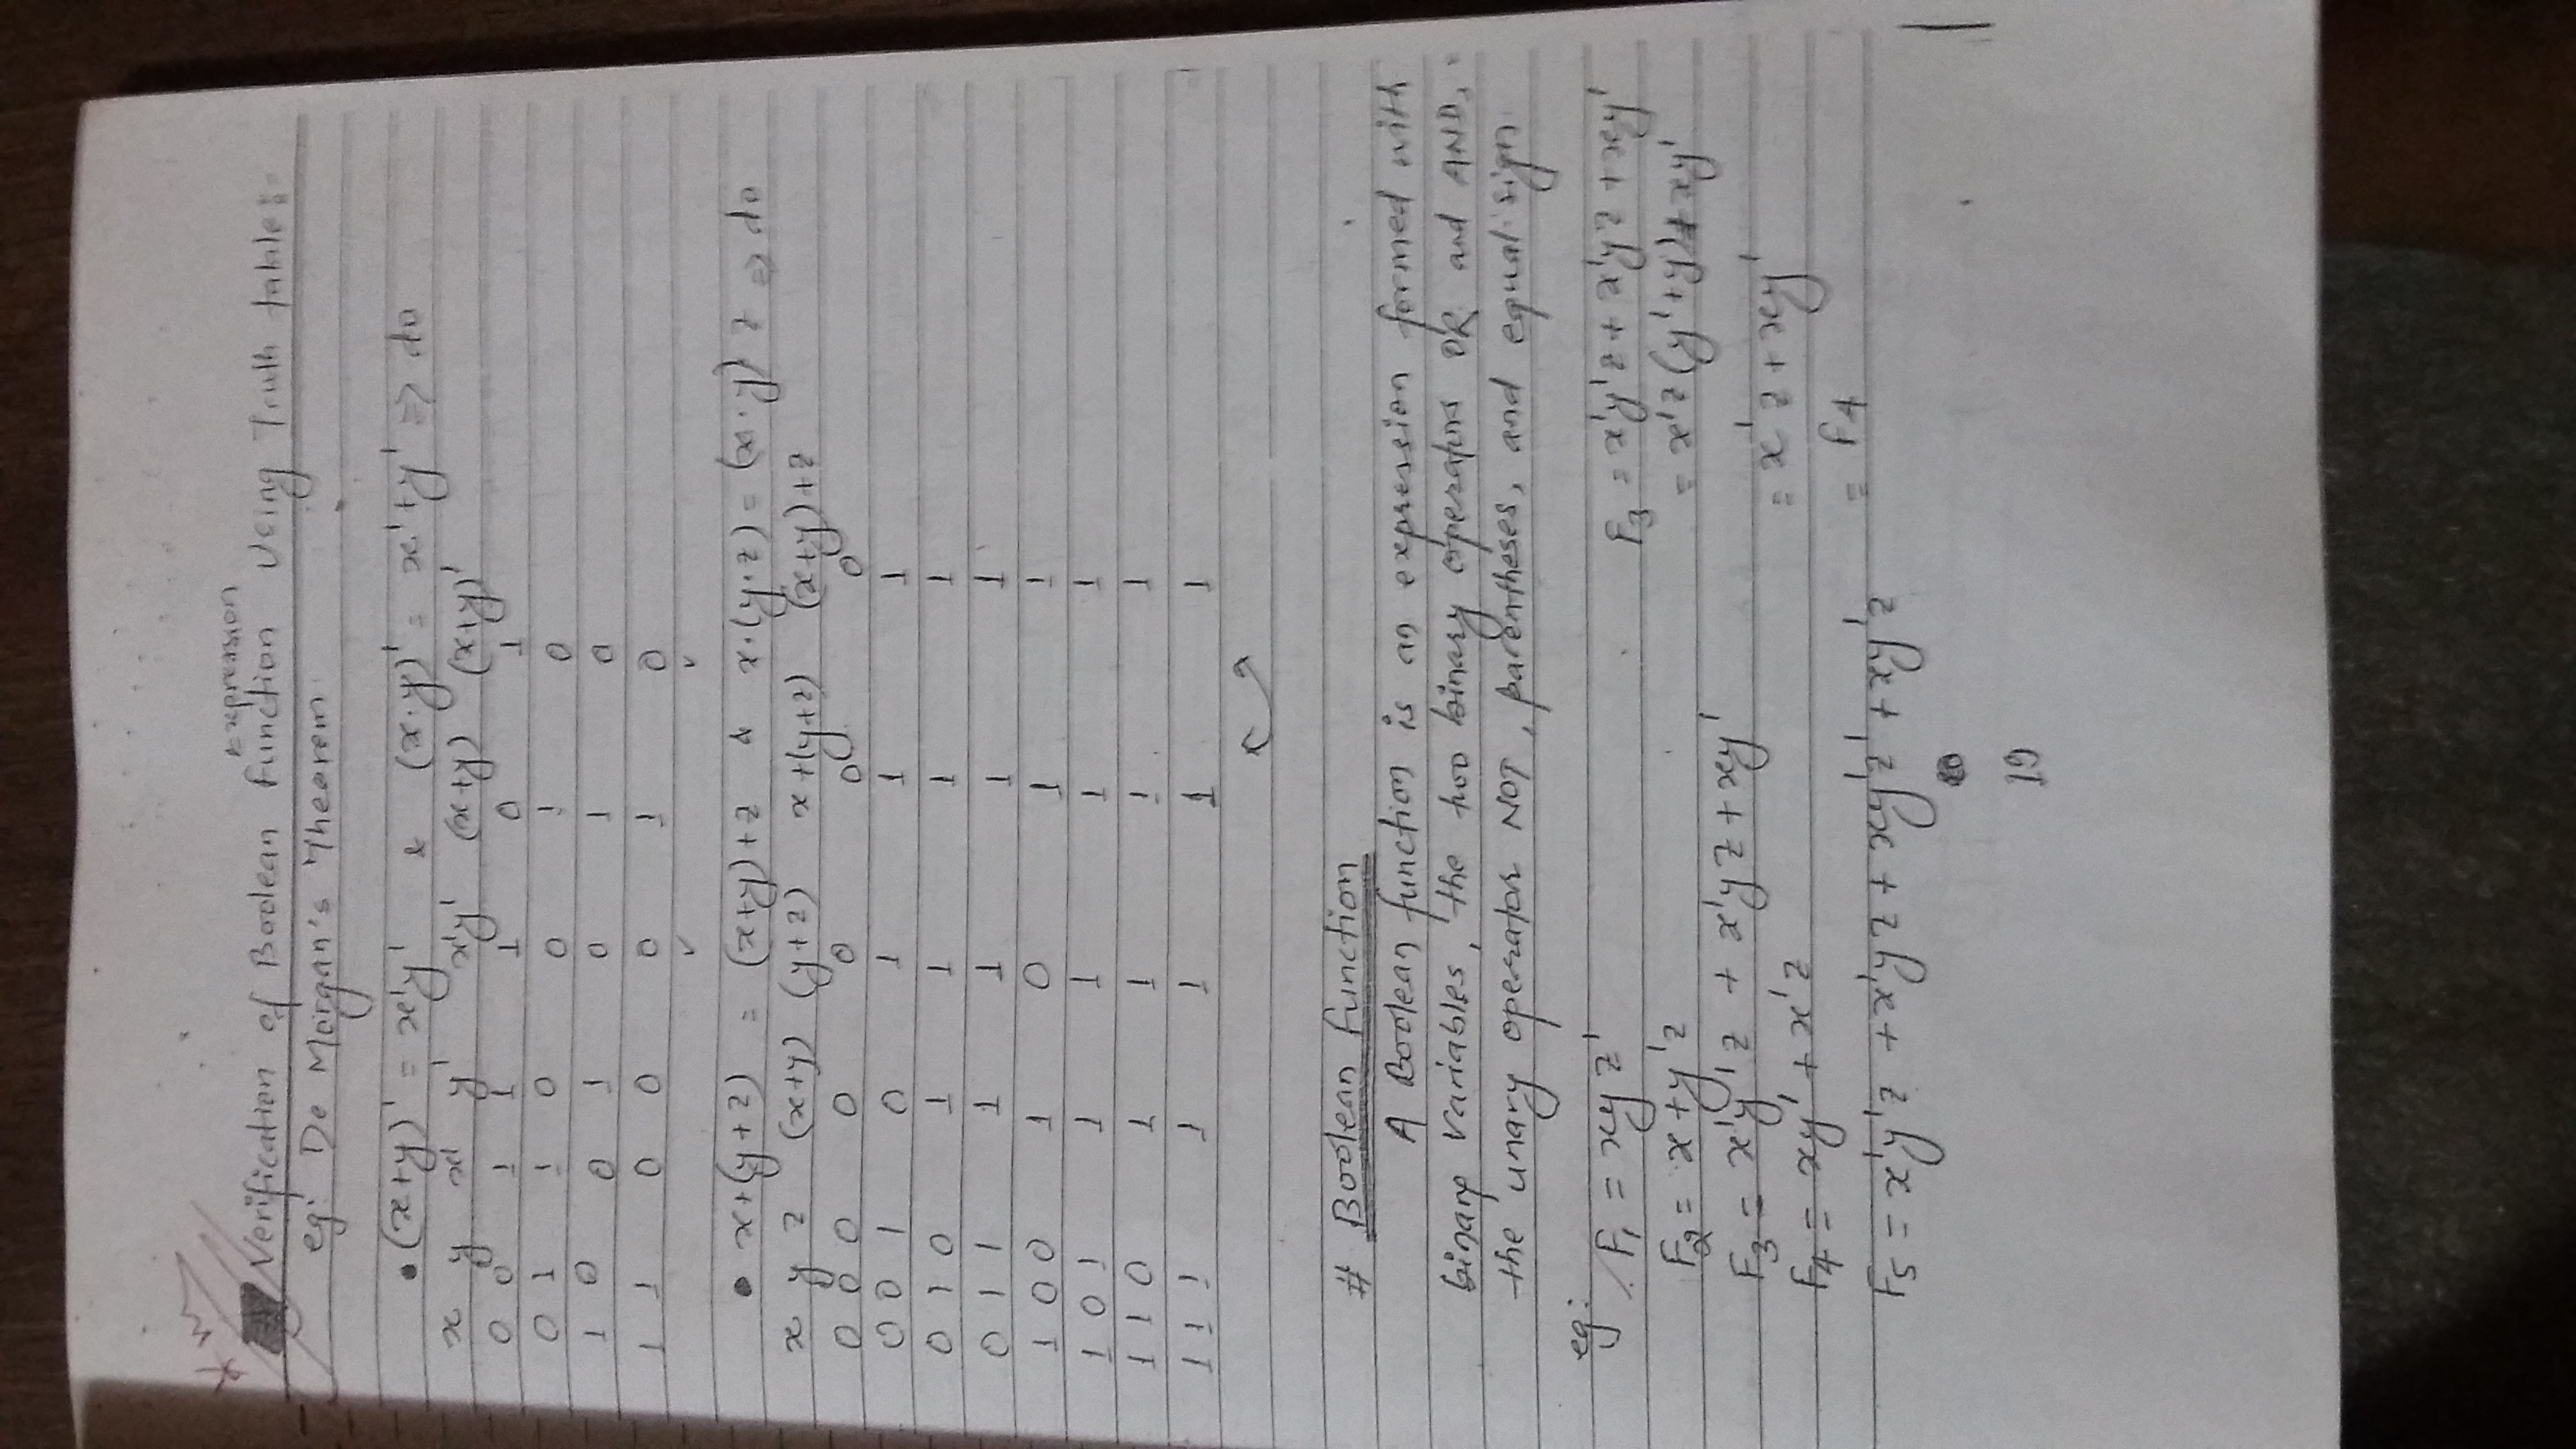 Expression
Verification of Boolean Function Using Truth table:
eg: De Morgan's Theorem
• (x+y)' = x'y' & (x·y)' = x'+y' => do
x y x' y' x'y' (x+y) (x+y)'
0 0 1 1 1 0 1
0 1 1 0 0 1 0
1 0 0 1 0 1 0
1 1 0 0 0 1 0
✓ ✓
• x+(y+z) = (x+y)+z & x·(y·z) = (x·y)·z => do
x y z (x+y) (y+z) x+(y+z) (x+y)+z
0 0 0 0 0 0 0
0 0 1 0 1 1 1
0 1 0 1 1 1 1
0 1 1 1 1 1 1
1 0 0 1 0 1 1
1 0 1 1 1 1 1
1 1 0 1 1 1 1
1 1 1 1 1 1 1
# Boolean Function
A Boolean function is an expression formed with
binary variables, the two binary operators OR and AND,
the unary operator NOT, parentheses, and equal sign.
eg:
F1 = xyz'
F2 = x+y'z
F3 = x'y'z + x'yz + xy'
F4 = xy' + x'z
F5 = x'y'z + x'yz + xy'z' + xy'z
F3 = x'y'z + x'yz + xy'
= x'z(y'+y) + xy'
= x'z + xy'
= F4
19